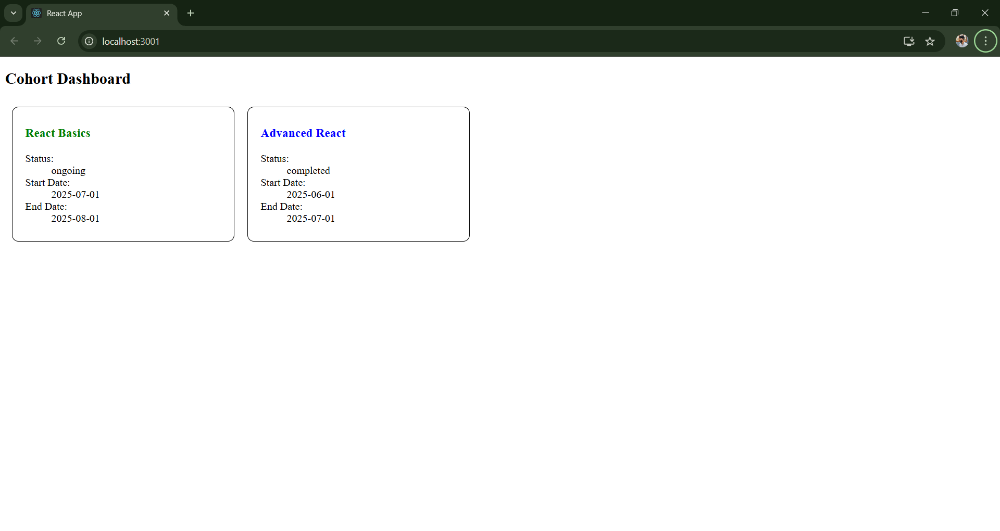 React App
localhost:3001
Cohort Dashboard
React Basics
Status:
ongoing
Start Date:
2025-07-01
End Date:
2025-08-01
Advanced React
Status:
completed
Start Date:
2025-06-01
End Date:
2025-07-01